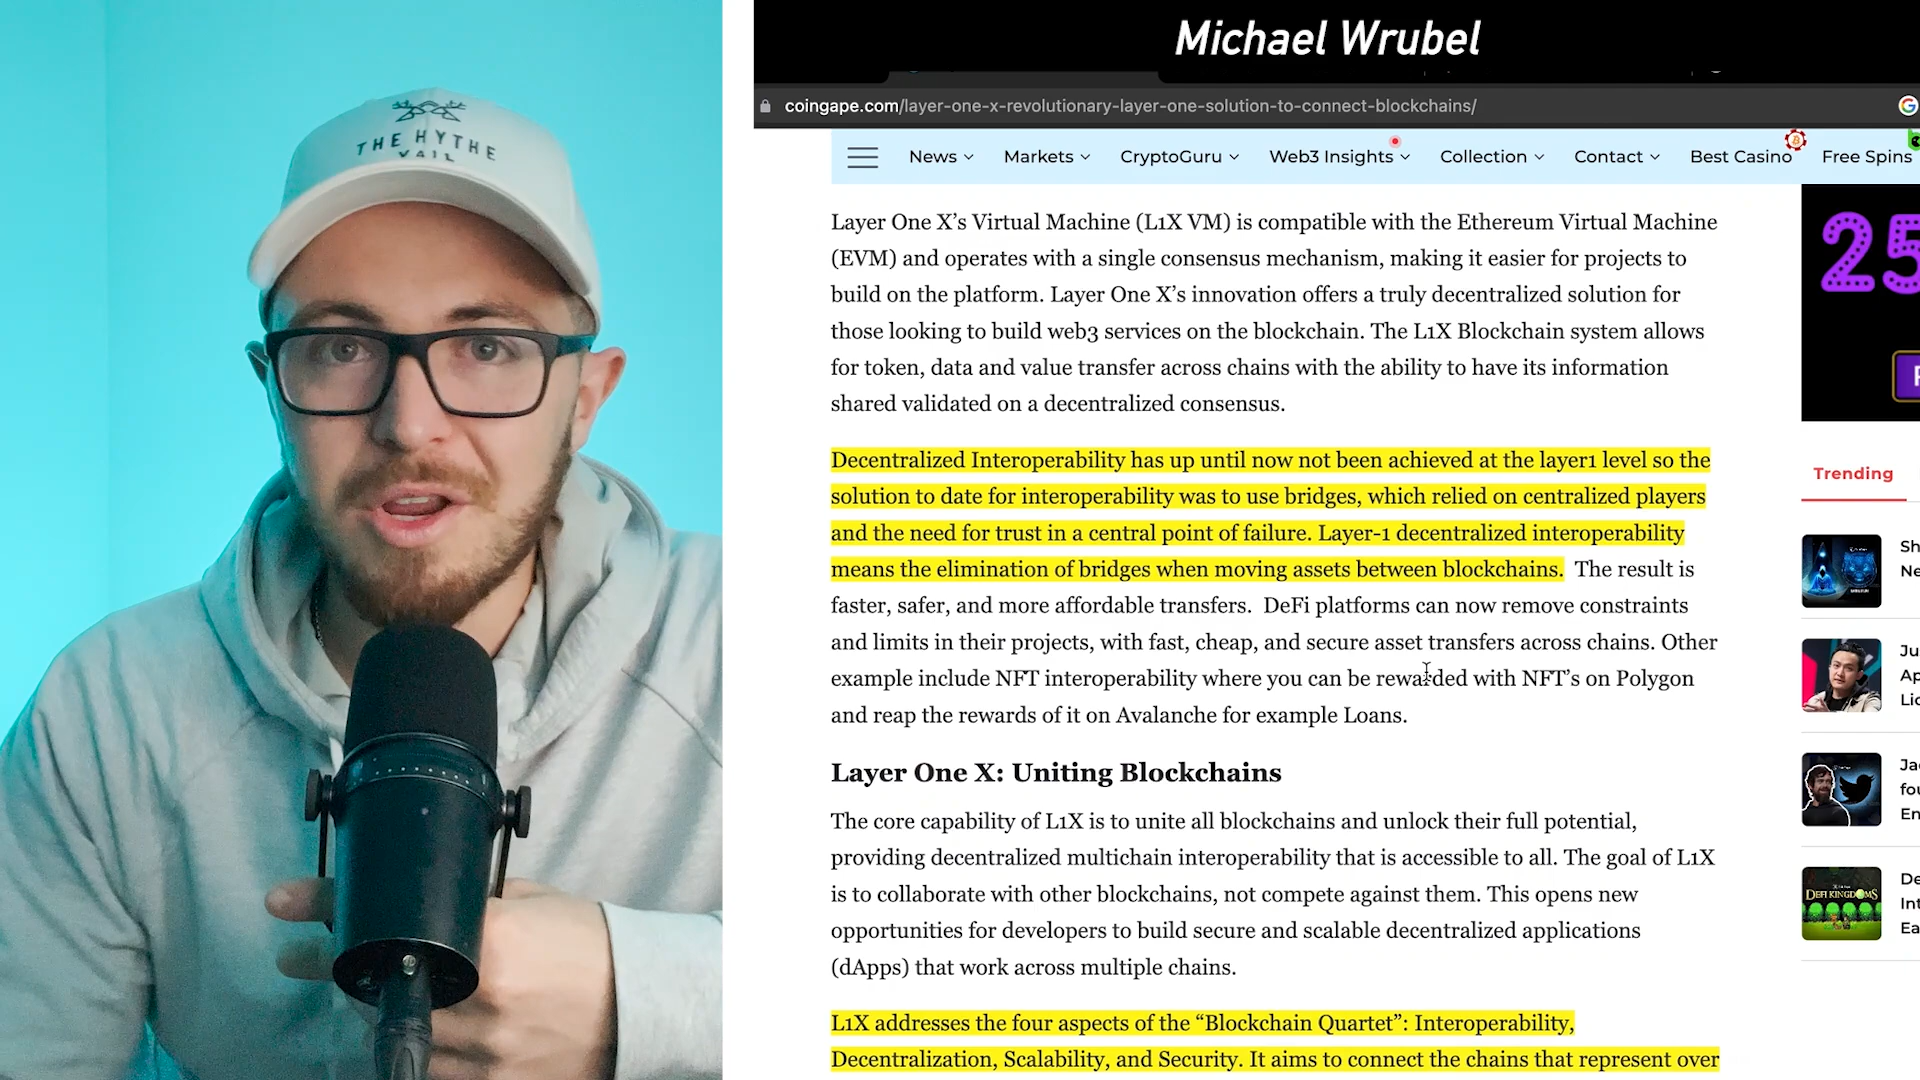 THE HYTHE
VAIL
Michael Wrubel
coingape.com/layer-one-x-revolutionary-layer-one-solution-to-connect-blockchains/
News Markets CryptoGuru Web3 Insights Collection Contact Best Casino Free Spins
Layer One X’s Virtual Machine (L1X VM) is compatible with the Ethereum Virtual Machine
(EVM) and operates with a single consensus mechanism, making it easier for projects to
build on the platform. Layer One X’s innovation offers a truly decentralized solution for
those looking to build web3 services on the blockchain. The L1X Blockchain system allows
for token, data and value transfer across chains with the ability to have its information
shared validated on a decentralized consensus.
Decentralized Interoperability has up until now not been achieved at the layer1 level so the
solution to date for interoperability was to use bridges, which relied on centralized players
and the need for trust in a central point of failure. Layer-1 decentralized interoperability
means the elimination of bridges when moving assets between blockchains. The result is
faster, safer, and more affordable transfers. DeFi platforms can now remove constraints
and limits in their projects, with fast, cheap, and secure asset transfers across chains. Other
example include NFT interoperability where you can be rewarded with NFT’s on Polygon
and reap the rewards of it on Avalanche for example Loans.
Layer One X: Uniting Blockchains
The core capability of L1X is to unite all blockchains and unlock their full potential,
providing decentralized multichain interoperability that is accessible to all. The goal of L1X
is to collaborate with other blockchains, not compete against them. This opens new
opportunities for developers to build secure and scalable decentralized applications
(dApps) that work across multiple chains.
L1X addresses the four aspects of the “Blockchain Quartet”: Interoperability,
Decentralization, Scalability, and Security. It aims to connect the chains that represent over
25
Trending
Sh
Ne
Ju
Ap
Lic
Ja
fou
En
DEFI KINGDOMS
De
Int
Ea